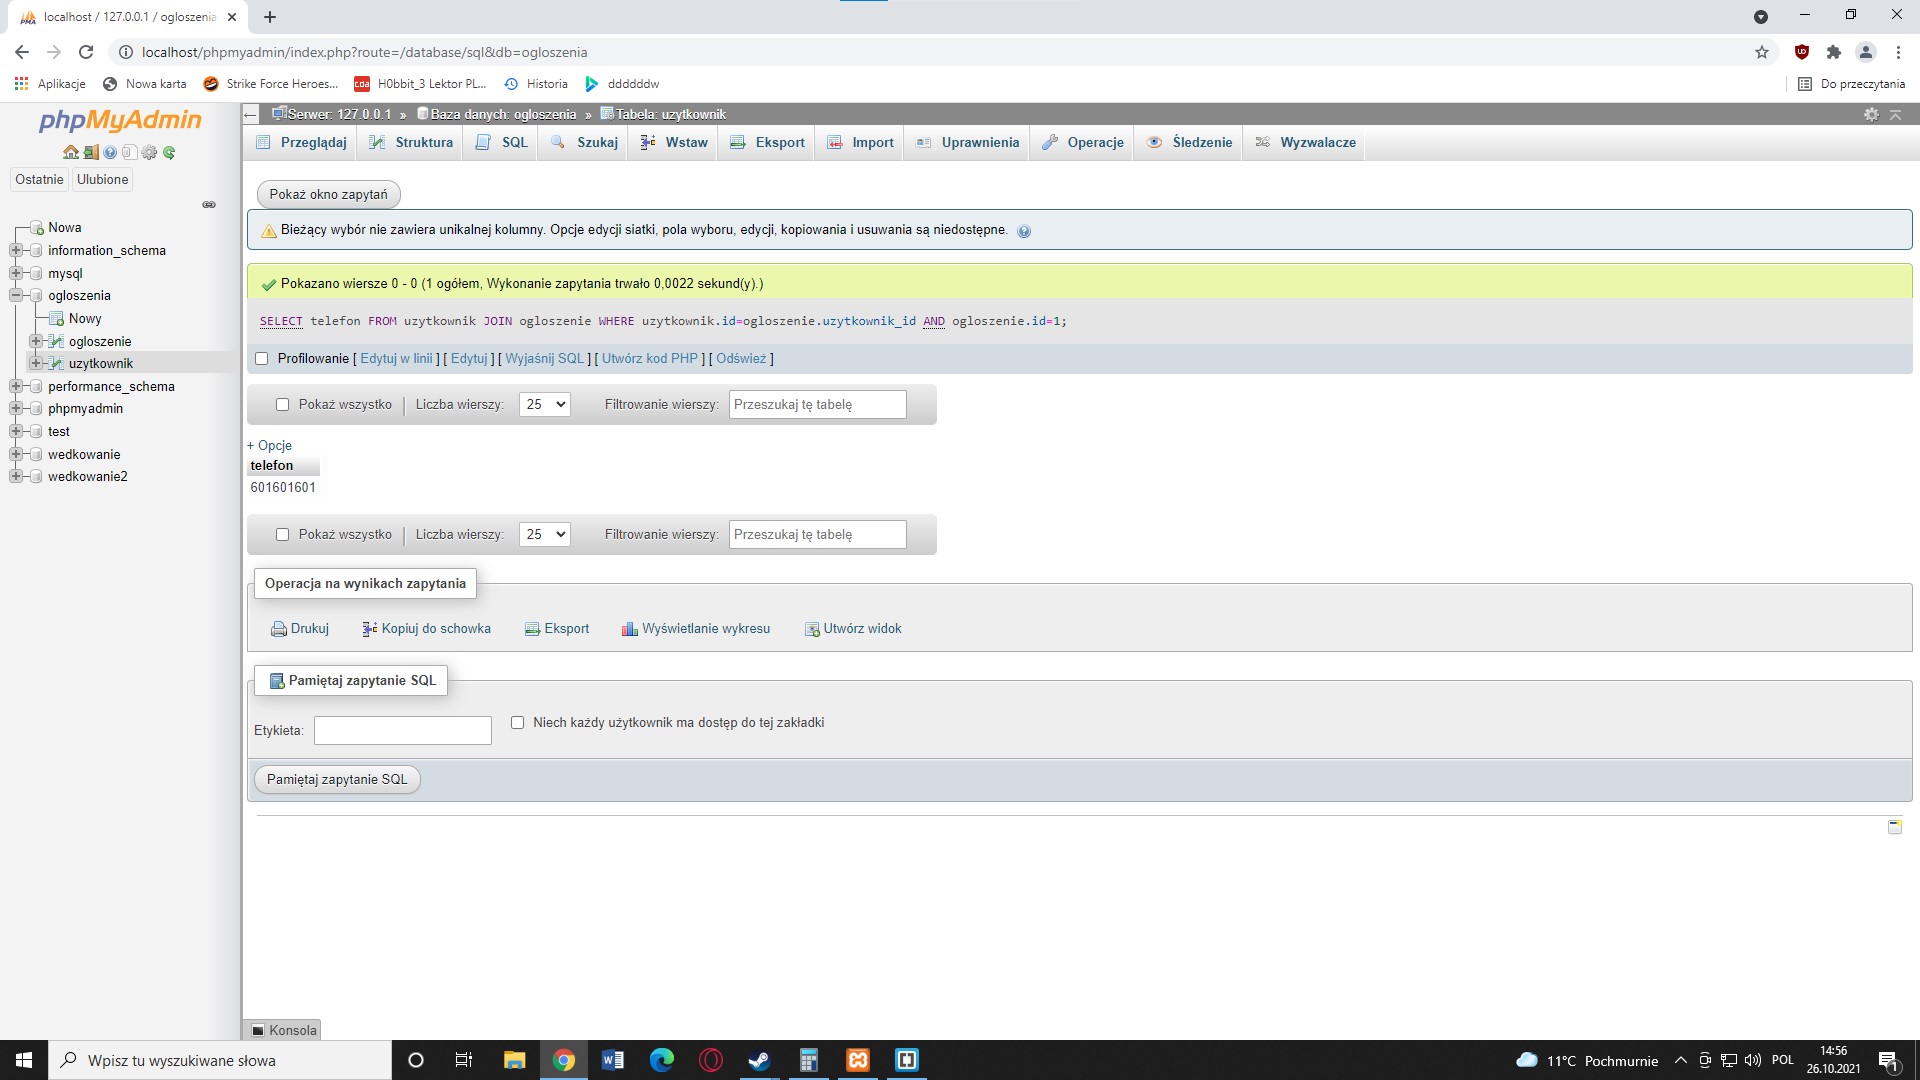 localhost / 127.0.0.1 / ogloszenia
localhost/phpmyadmin/index.php?route=/database/sql&db=ogloszenia
Aplikacje
Nowa karta
Strike Force Heroes...
cda
H0bbit_3 Lektor PL...
Historia
ddddddw
Do przeczytania
phpMyAdmin
Ostatnie
Ulubione
Nowa
information_schema
mysql
ogloszenia
Nowy
ogloszenie
uzytkownik
performance_schema
phpmyadmin
test
wedkowanie
wedkowanie2
Serwer: 127.0.0.1 » Baza danych: ogloszenia » Tabela: uzytkownik
Przeglądaj
Struktura
SQL
Szukaj
Wstaw
Eksport
Import
Uprawnienia
Operacje
Śledzenie
Wyzwalacze
Pokaż okno zapytań
Bieżący wybór nie zawiera unikalnej kolumny. Opcje edycji siatki, pola wyboru, edycji, kopiowania i usuwania są niedostępne.
Pokazano wiersze 0 - 0 (1 ogółem, Wykonanie zapytania trwało 0,0022 sekund(y).)
SELECT telefon FROM uzytkownik JOIN ogloszenie WHERE uzytkownik.id=ogloszenie.uzytkownik_id AND ogloszenie.id=1;
Profilowanie [ Edytuj w linii ] [ Edytuj ] [ Wyjaśnij SQL ] [ Utwórz kod PHP ] [ Odśwież ]
Pokaż wszystko | Liczba wierszy: 25 Filtrowanie wierszy: Przeszukaj tę tabelę
+ Opcje
telefon
601601601
Pokaż wszystko | Liczba wierszy: 25 Filtrowanie wierszy: Przeszukaj tę tabelę
Operacja na wynikach zapytania
Drukuj
Kopiuj do schowka
Eksport
Wyświetlanie wykresu
Utwórz widok
Pamiętaj zapytanie SQL
Etykieta:
Niech każdy użytkownik ma dostęp do tej zakładki
Pamiętaj zapytanie SQL
Konsola
Wpisz tu wyszukiwane słowa
11°C Pochmurnie
POL
14:56
26.10.2021
1